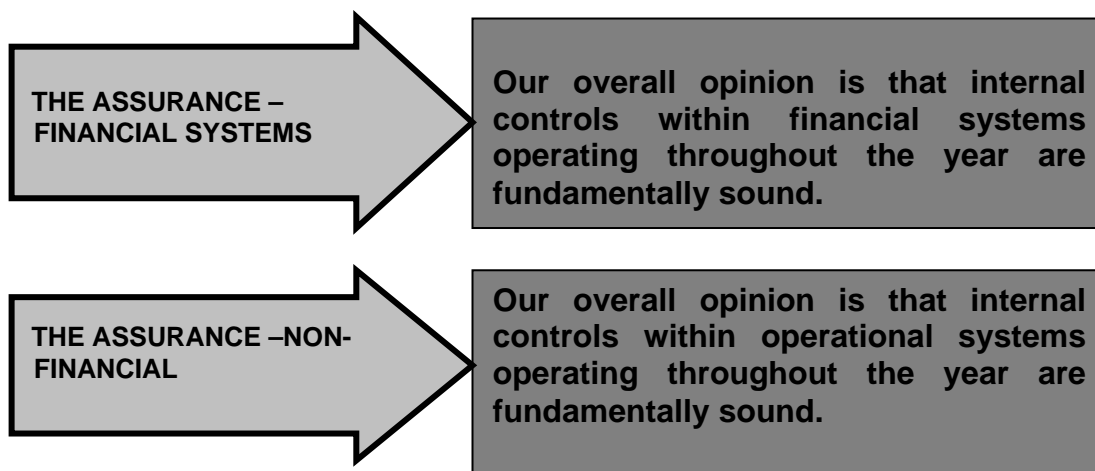 THE ASSURANCE –
FINANCIAL SYSTEMS
Our overall opinion is that internal
controls within financial systems
operating throughout the year are
fundamentally sound.
THE ASSURANCE –NON-
FINANCIAL
Our overall opinion is that internal
controls within operational systems
operating throughout the year are
fundamentally sound.